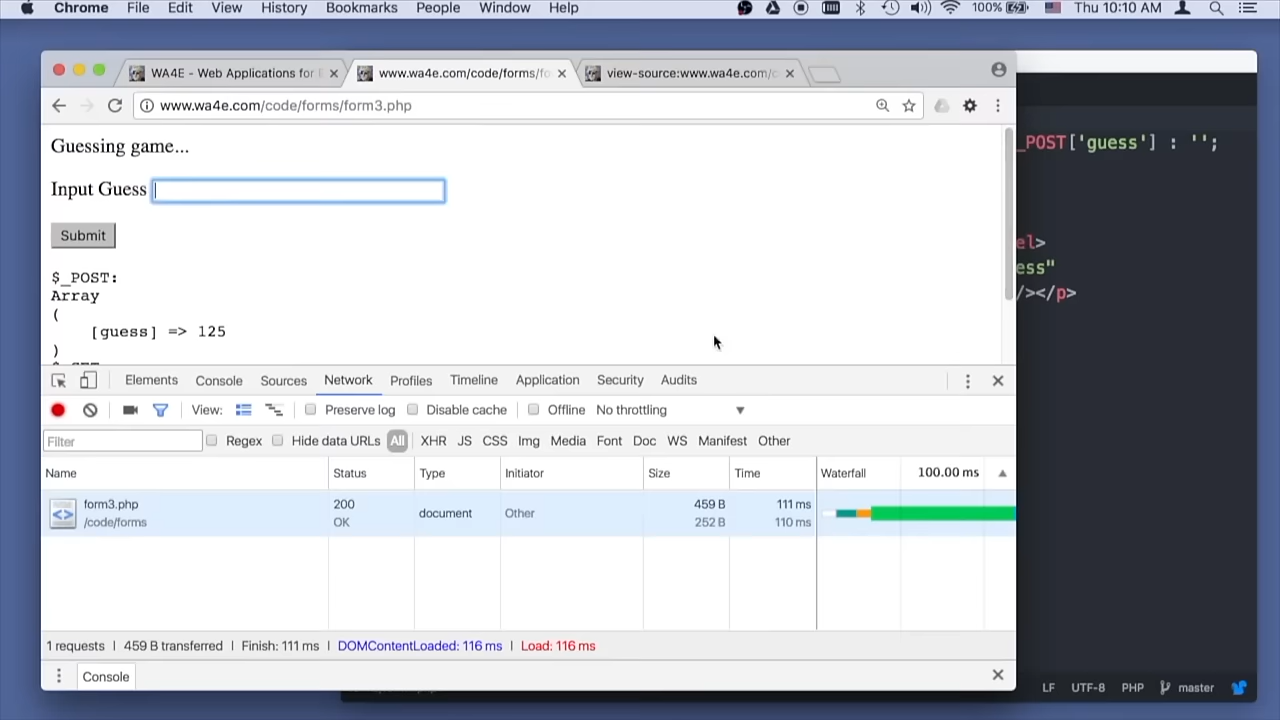 Chrome File Edit View History Bookmarks People Window Help 100% Thu 10:10 AM
WA4E - Web Applications for E
www.wa4e.com/code/forms/fo
view-source:www.wa4e.com/c
www.wa4e.com/code/forms/form3.php
Guessing game...
Input Guess
Submit
$_POST:
Array
(
[guess] => 125
)
_POST['guess'] : '';
el>
ess"
/></p>
Elements Console Sources Network Profiles Timeline Application Security Audits
View: Preserve log Disable cache Offline No throttling
Filter Regex Hide data URLs All XHR JS CSS Img Media Font Doc WS Manifest Other
Name Status Type Initiator Size Time Waterfall 100.00 ms
form3.php 200 document Other 459 B 111 ms
/code/forms OK 252 B 110 ms
1 requests | 459 B transferred | Finish: 111 ms | DOMContentLoaded: 116 ms | Load: 116 ms
Console
LF UTF-8 PHP master